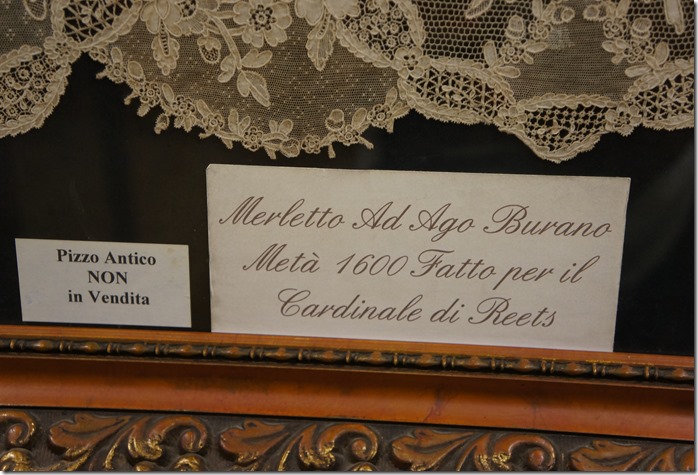 Pizzo Antico
NON
in Vendita
Merletto Ad Ago Burano
Metà 1600 Fatto per il
Cardinale di Reets